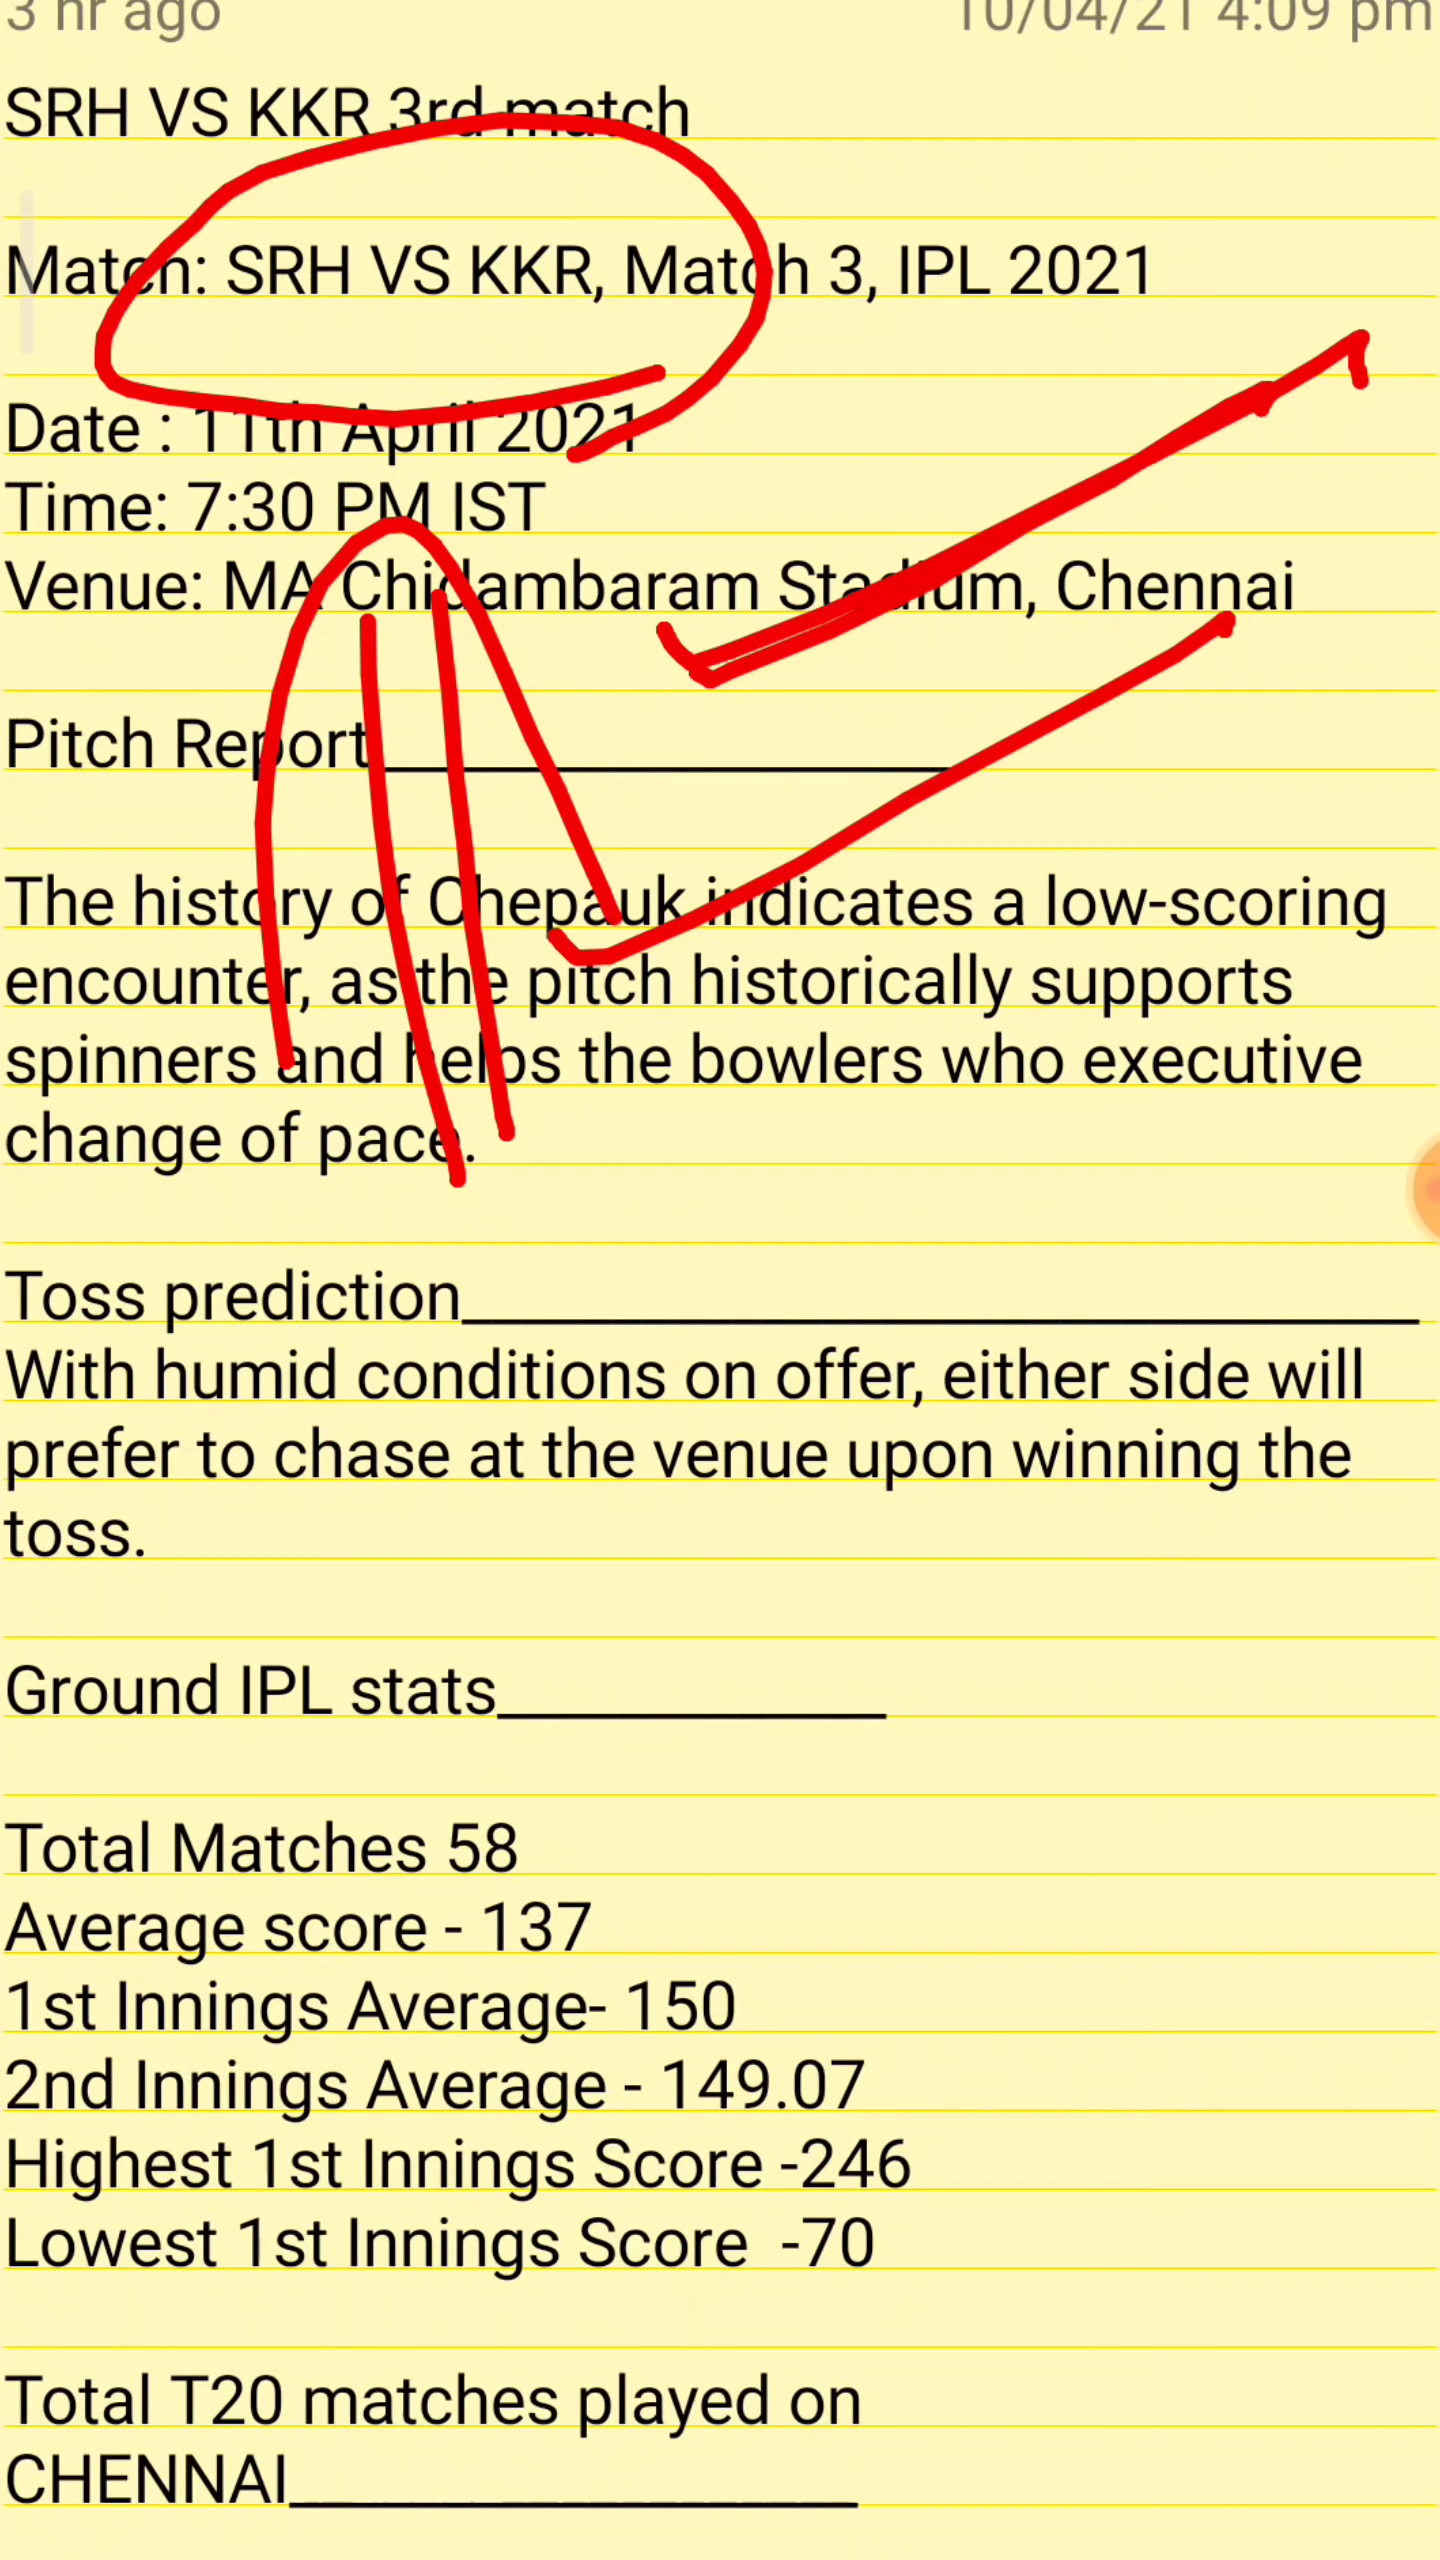 3 hr ago 10/04/21 4:09 pm
SRH VS KKR 3rd match
Match: SRH VS KKR, Match 3, IPL 2021
Date : 11th April 2021
Time: 7:30 PM IST
Venue: MA Chidambaram Stadium, Chennai
Pitch Report_________________
The history of Chepauk indicates a low-scoring
encounter, as the pitch historically supports
spinners and helps the bowlers who executive
change of pace.
Toss prediction____________________________
With humid conditions on offer, either side will
prefer to chase at the venue upon winning the
toss.
Ground IPL stats___________
Total Matches 58
Average score - 137
1st Innings Average- 150
2nd Innings Average - 149.07
Highest 1st Innings Score -246
Lowest 1st Innings Score  -70
Total T20 matches played on
CHENNAI________________